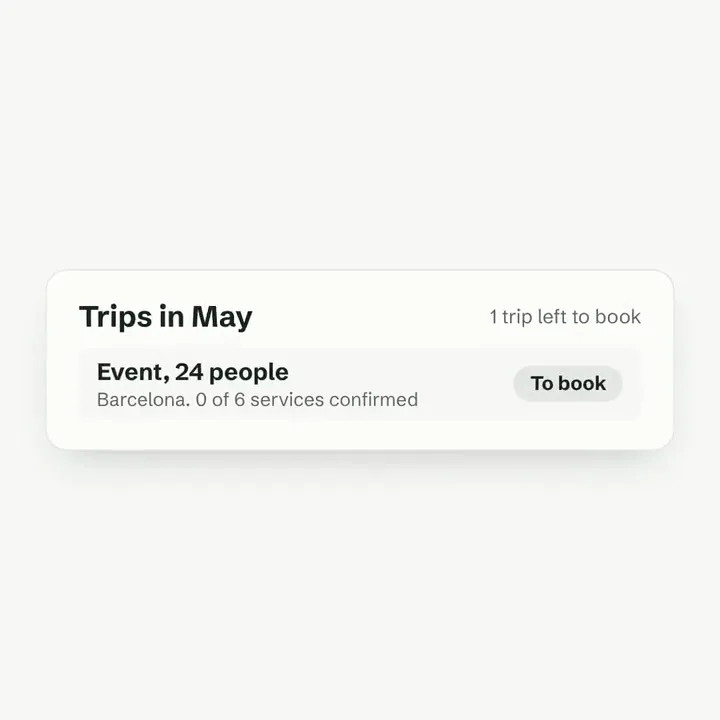 Trips in May
1 trip left to book
Event, 24 people
Barcelona. 0 of 6 services confirmed
To book